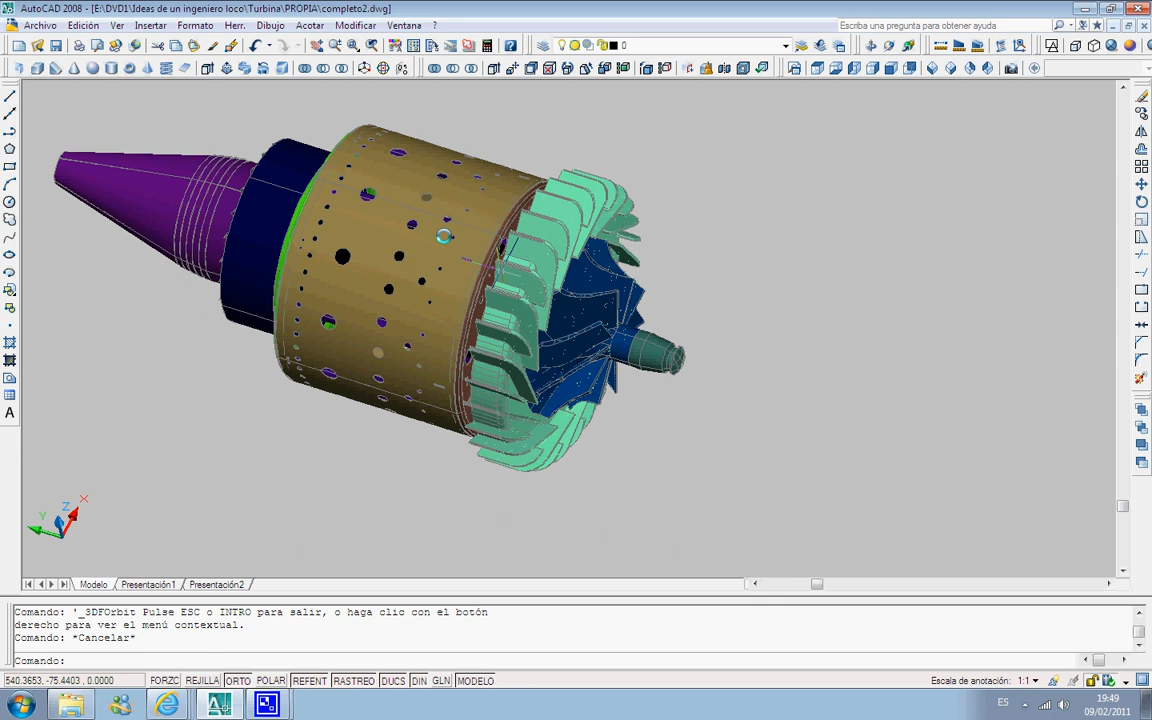 AutoCAD 2008 - [E:\DVD1\Ideas de un ingeniero loco\Turbina\PROPIA\completo2.dwg]
Archivo Edición Ver Insertar Formato Herr. Dibujo Acotar Modificar Ventana ?
Escriba una pregunta para obtener ayuda
0
A
Z X
Y
Modelo Presentación1 Presentación2
Comando: '_3DFOrbit Pulse ESC o INTRO para salir, o haga clic con el botón
derecho para ver el menú contextual.
Comando: *Cancelar*
Comando:
540.3653, -75.4403 , 0.0000 FORZC REJILLA ORTO POLAR REFENT RASTREO DUCS DIN GLN MODELO Escala de anotación: 1:1
ES 19:49
09/02/2011